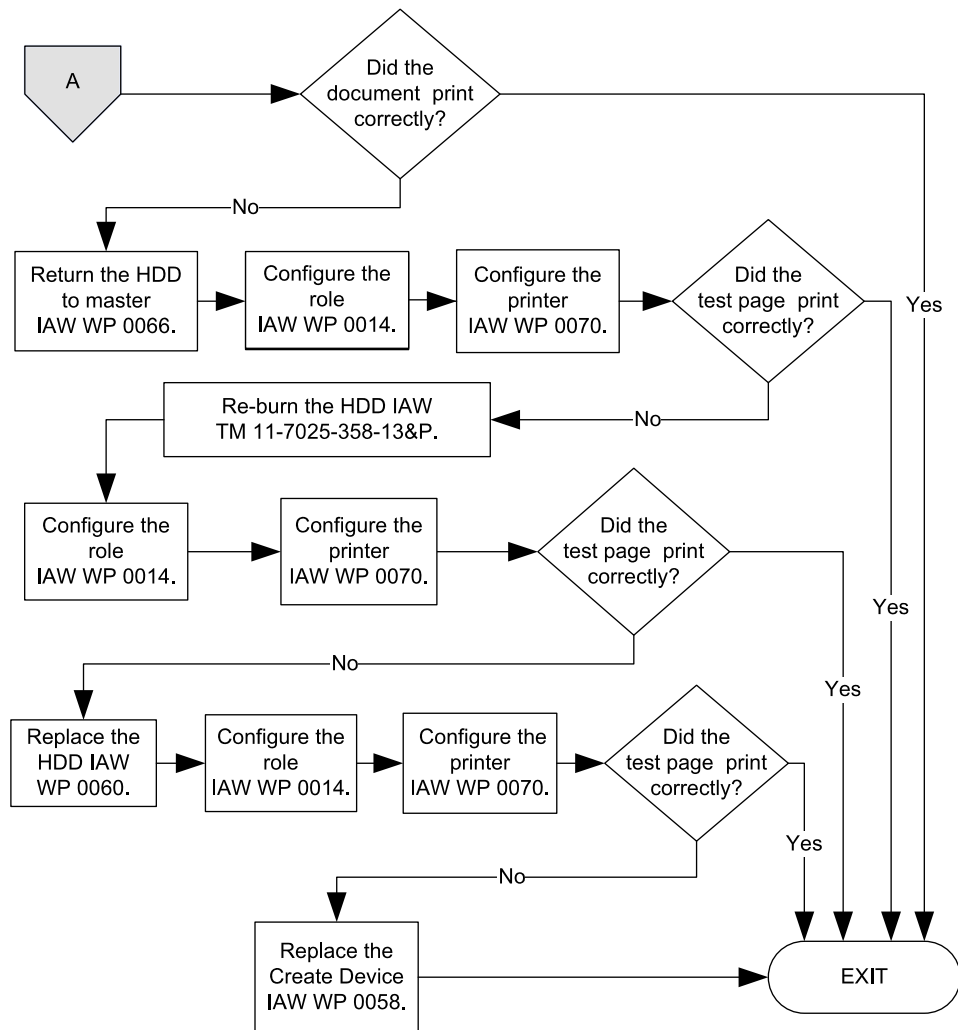 A
Did the
document print
correctly?
No
Yes
Return the HDD
to master
IAW WP 0066.
Configure the
role
IAW WP 0014.
Configure the
printer
IAW WP 0070.
Did the
test page print
correctly?
No
Yes
Re-burn the HDD IAW
TM 11-7025-358-13&P.
Configure the
role
IAW WP 0014.
Configure the
printer
IAW WP 0070.
Did the
test page print
correctly?
No
Yes
Replace the
HDD IAW
WP 0060.
Configure the
role
IAW WP 0014.
Configure the
printer
IAW WP 0070.
Did the
test page print
correctly?
No
Yes
Replace the
Create Device
IAW WP 0058.
EXIT